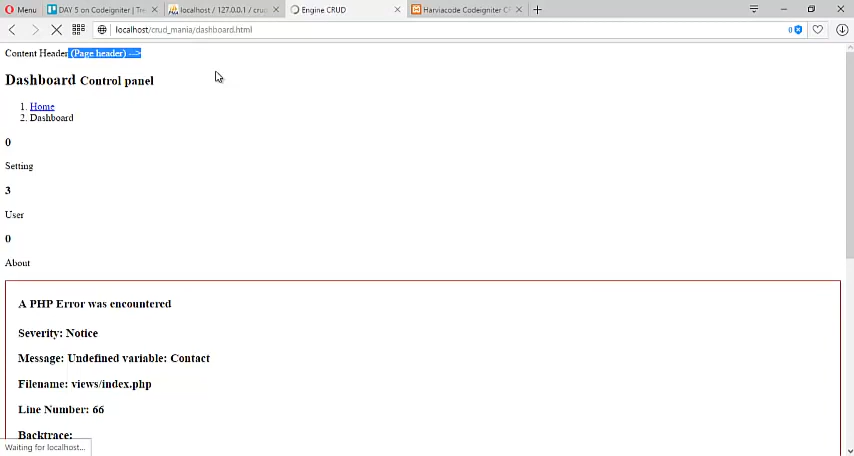 Menu
DAY 5 on Codeigniter | Tre
localhost / 127.0.0.1 / crud
Engine CRUD
Harviacode Codeigniter CR
localhost/crud_mania/dashboard.html
0
Content Header (Page header) -->
Dashboard Control panel
1. Home
2. Dashboard
0
Setting
3
User
0
About
A PHP Error was encountered
Severity: Notice
Message: Undefined variable: Contact
Filename: views/index.php
Line Number: 66
Backtrace:
Waiting for localhost...